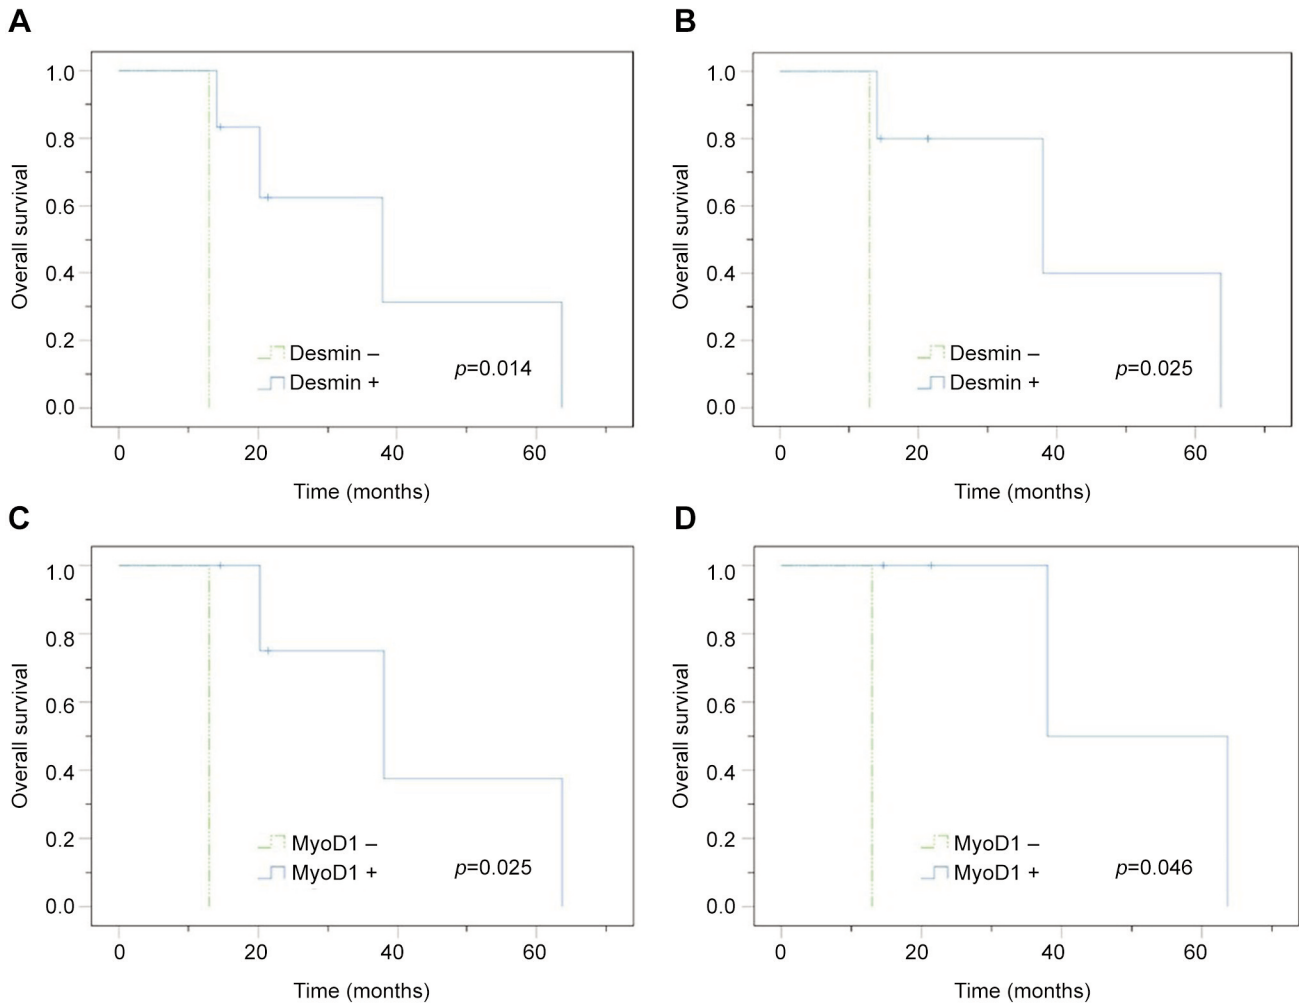 A
1.0
0.8
0.6
0.4
0.2
0.0
Overall survival
Desmin –
Desmin +
p=0.014
0 20 40 60
Time (months)
B
1.0
0.8
0.6
0.4
0.2
0.0
Overall survival
Desmin –
Desmin +
p=0.025
0 20 40 60
Time (months)
C
1.0
0.8
0.6
0.4
0.2
0.0
Overall survival
MyoD1 –
MyoD1 +
p=0.025
0 20 40 60
Time (months)
D
1.0
0.8
0.6
0.4
0.2
0.0
Overall survival
MyoD1 –
MyoD1 +
p=0.046
0 20 40 60
Time (months)